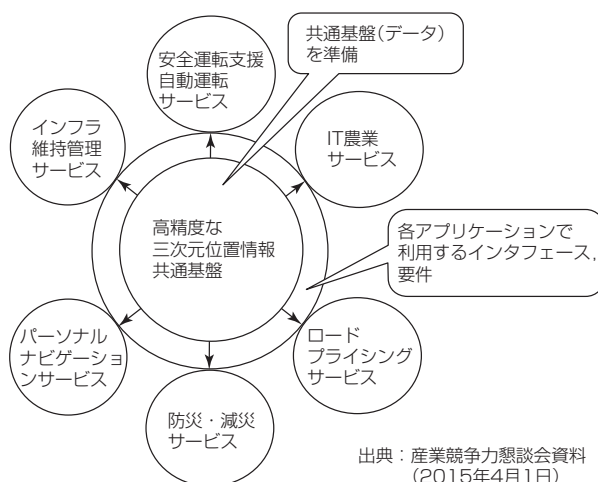 共通基盤（データ）
を準備
安全運転支援
自動運転
サービス
インフラ
維持管理
サービス
IT農業
サービス
高精度な
三次元位置情報
共通基盤
各アプリケーションで
利用するインタフェース，
要件
パーソナル
ナビゲーショ
ンサービス
ロード
プライシング
サービス
防災・減災
サービス
出典：産業競争力懇談会資料
（2015年4月1日）